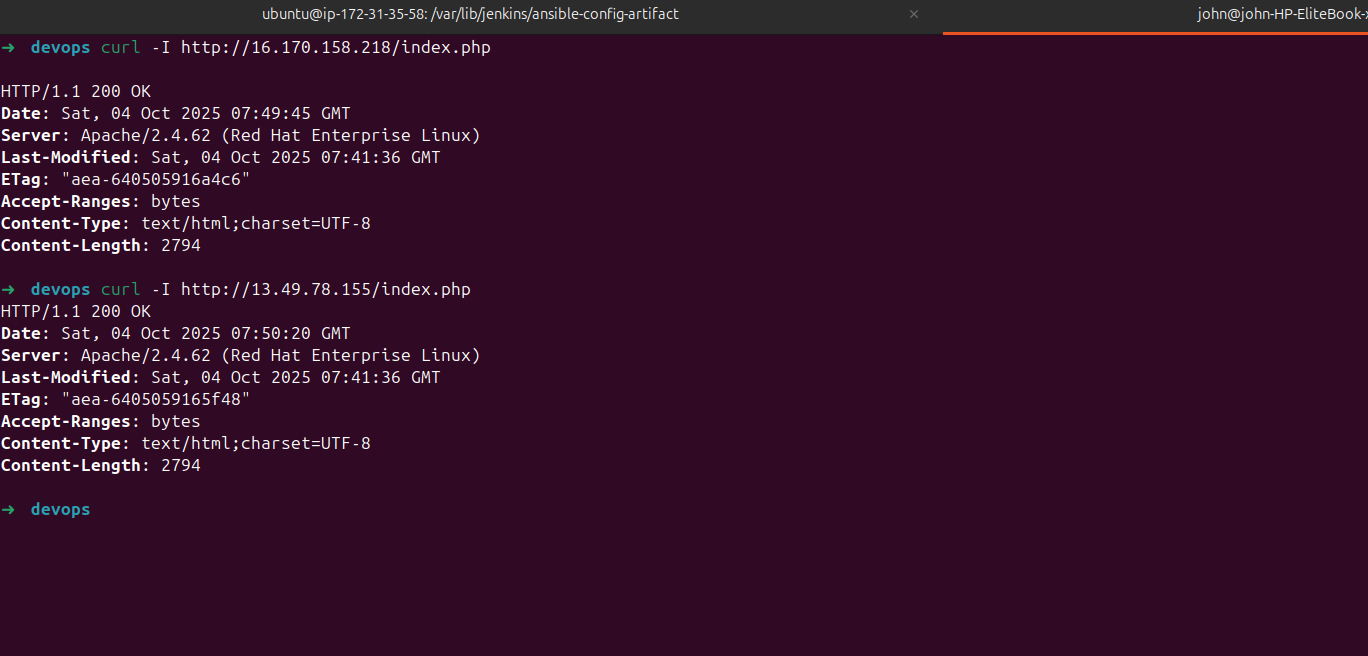 ubuntu@ip-172-31-35-58: /var/lib/jenkins/ansible-config-artifact × john@john-HP-EliteBook-x
➜ devops curl -I http://16.170.158.218/index.php
HTTP/1.1 200 OK
Date: Sat, 04 Oct 2025 07:49:45 GMT
Server: Apache/2.4.62 (Red Hat Enterprise Linux)
Last-Modified: Sat, 04 Oct 2025 07:41:36 GMT
ETag: "aea-640505916a4c6"
Accept-Ranges: bytes
Content-Type: text/html;charset=UTF-8
Content-Length: 2794
➜ devops curl -I http://13.49.78.155/index.php
HTTP/1.1 200 OK
Date: Sat, 04 Oct 2025 07:50:20 GMT
Server: Apache/2.4.62 (Red Hat Enterprise Linux)
Last-Modified: Sat, 04 Oct 2025 07:41:36 GMT
ETag: "aea-6405059165f48"
Accept-Ranges: bytes
Content-Type: text/html;charset=UTF-8
Content-Length: 2794
➜ devops